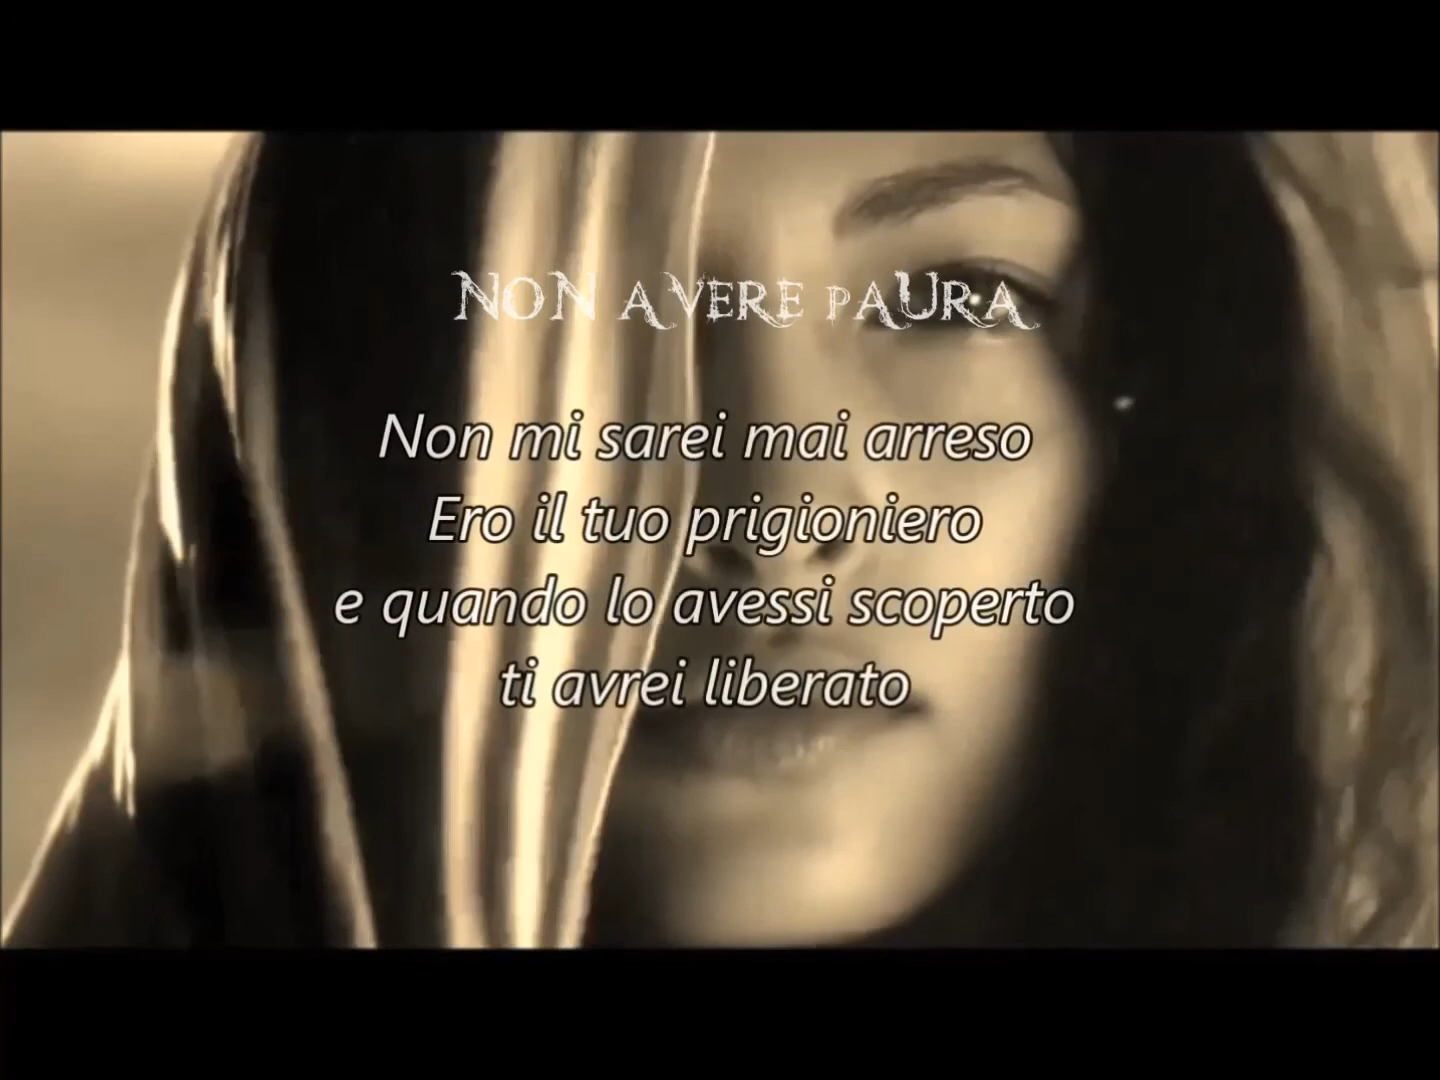 NON AVERE PAURA
Non mi sarei mai arreso
Ero il tuo prigioniero
e quando lo avessi scoperto
ti avrei liberato